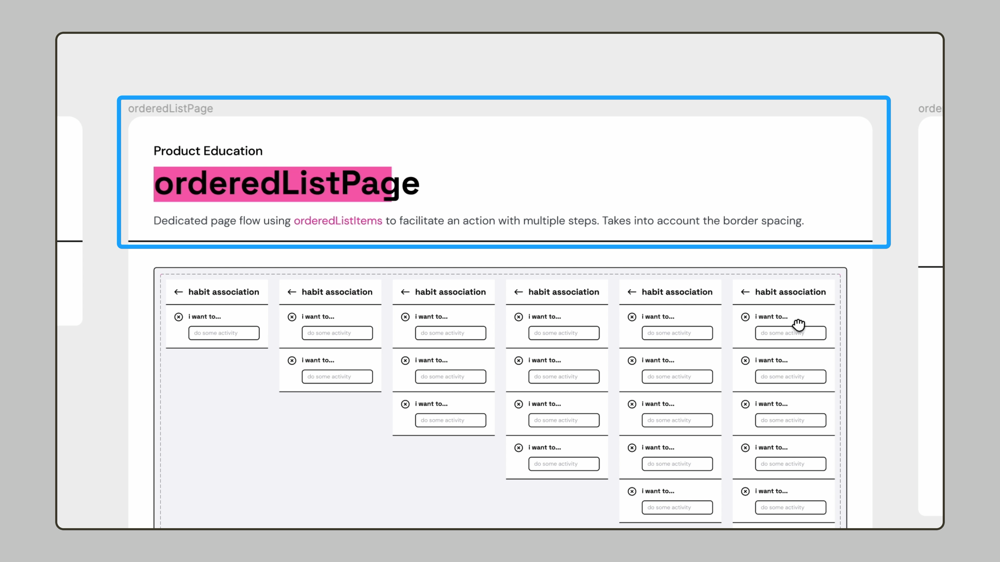 orderedListPage
orde
Product Education
orderedListPage
Dedicated page flow using orderedListItems to facilitate an action with multiple steps. Takes into account the border spacing.
← habit association
← habit association
← habit association
← habit association
← habit association
← habit association
i want to...
i want to...
i want to...
i want to...
i want to...
i want to...
do some activity
do some activity
do some activity
do some activity
do some activity
do some activity
i want to...
i want to...
i want to...
i want to...
i want to...
do some activity
do some activity
do some activity
do some activity
do some activity
i want to...
i want to...
i want to...
i want to...
do some activity
do some activity
do some activity
do some activity
i want to...
i want to...
i want to...
do some activity
do some activity
do some activity
i want to...
i want to...
do some activity
do some activity